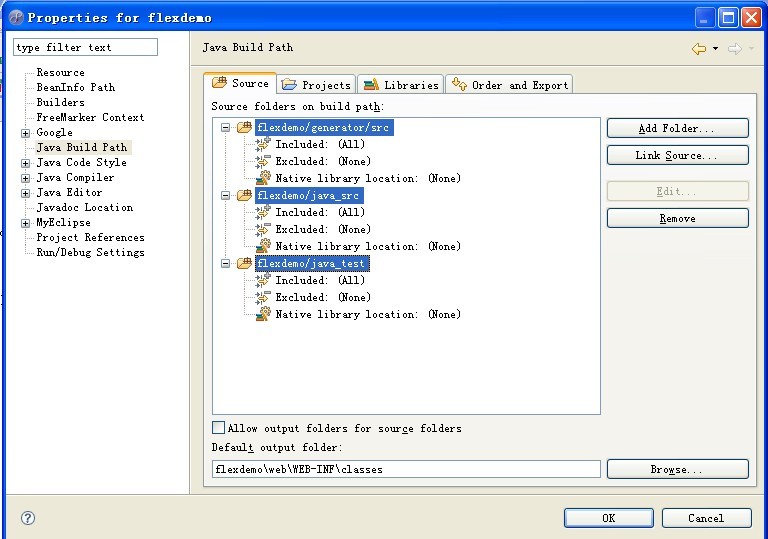 Properties for flexdemo
type filter text
Resource
BeanInfo Path
Builders
FreeMarker Context
Google
Java Build Path
Java Code Style
Java Compiler
Java Editor
Javadoc Location
MyEclipse
Project References
Run/Debug Settings
Java Build Path
Source Projects Libraries Order and Export
Source folders on build path:
flexdemo/generator/src
Included: (All)
Excluded: (None)
Native library location: (None)
flexdemo/java_src
Included: (All)
Excluded: (None)
Native library location: (None)
flexdemo/java_test
Included: (All)
Excluded: (None)
Native library location: (None)
Add Folder...
Link Source...
Edit...
Remove
Allow output folders for source folders
Default output folder:
flexdemo\web\WEB-INF\classes
Browse...
OK Cancel